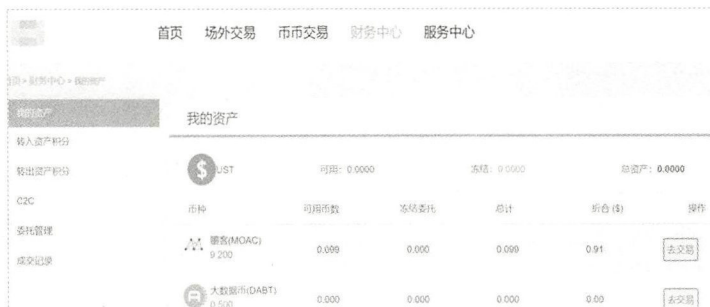 首页 场外交易 币币交易 财务中心 服务中心
首页 > 财务中心 > 我的资产
我的资产
转入资产积分
转出资产积分
C2C
委托管理
成交记录
我的资产
UST 可用: 0.0000 冻结: 0.0000 总资产: 0.0000
币种 可用币数 冻结委托 总计 折合($) 操作
墨客(MOAC) 0.099 0.000 0.099 0.91 去交易
9.200
大数据币(DABT) 0.000 0.000 0.000 0.00 去交易
0.500